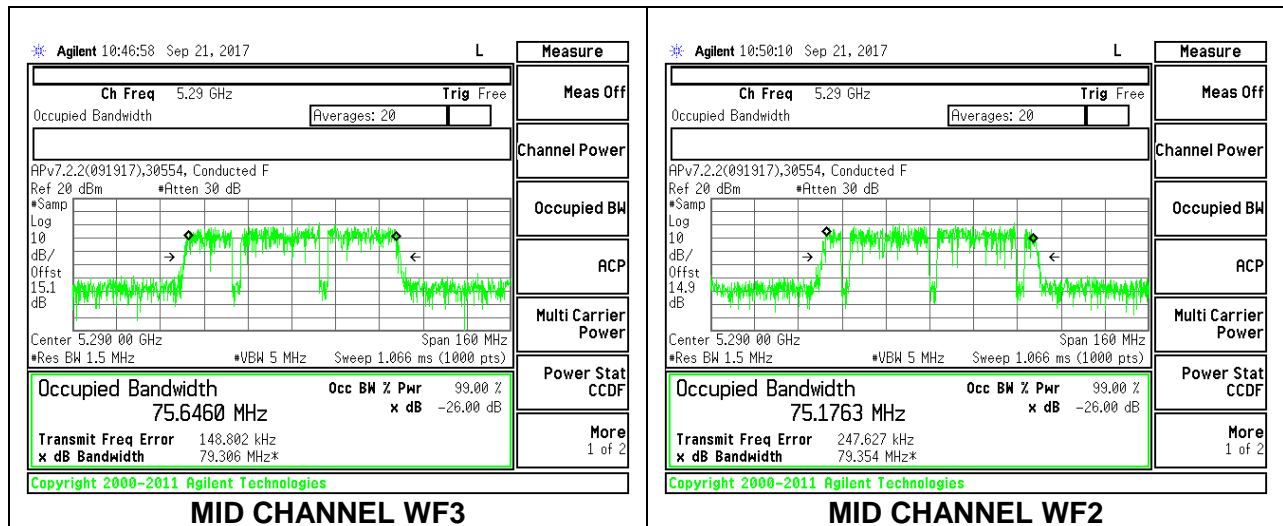 Agilent 10:46:58 Sep 21, 2017 L
Measure
Ch Freq 5.29 GHz Trig Free
Occupied Bandwidth Averages: 20
APv7.2.2(091917),30554, Conducted F
Ref 20 dBm #Atten 30 dB
#Samp
Log
10
dB/
Offst
15.1
dB
Center 5.290 00 GHz Span 160 MHz
#Res BW 1.5 MHz #VBW 5 MHz Sweep 1.066 ms (1000 pts)
Occupied Bandwidth Occ BW % Pwr 99.00 %
75.6460 MHz x dB -26.00 dB
Transmit Freq Error 148.802 kHz
x dB Bandwidth 79.306 MHz*
Copyright 2000-2011 Agilent Technologies
Meas Off
Channel Power
Occupied BW
ACP
Multi Carrier
Power
Power Stat
CCDF
More
1 of 2
MID CHANNEL WF3
Agilent 10:50:10 Sep 21, 2017 L
Measure
Ch Freq 5.29 GHz Trig Free
Occupied Bandwidth Averages: 20
APv7.2.2(091917),30554, Conducted F
Ref 20 dBm #Atten 30 dB
#Samp
Log
10
dB/
Offst
14.9
dB
Center 5.290 00 GHz Span 160 MHz
#Res BW 1.5 MHz #VBW 5 MHz Sweep 1.066 ms (1000 pts)
Occupied Bandwidth Occ BW % Pwr 99.00 %
75.1763 MHz x dB -26.00 dB
Transmit Freq Error 247.627 kHz
x dB Bandwidth 79.354 MHz*
Copyright 2000-2011 Agilent Technologies
Meas Off
Channel Power
Occupied BW
ACP
Multi Carrier
Power
Power Stat
CCDF
More
1 of 2
MID CHANNEL WF2